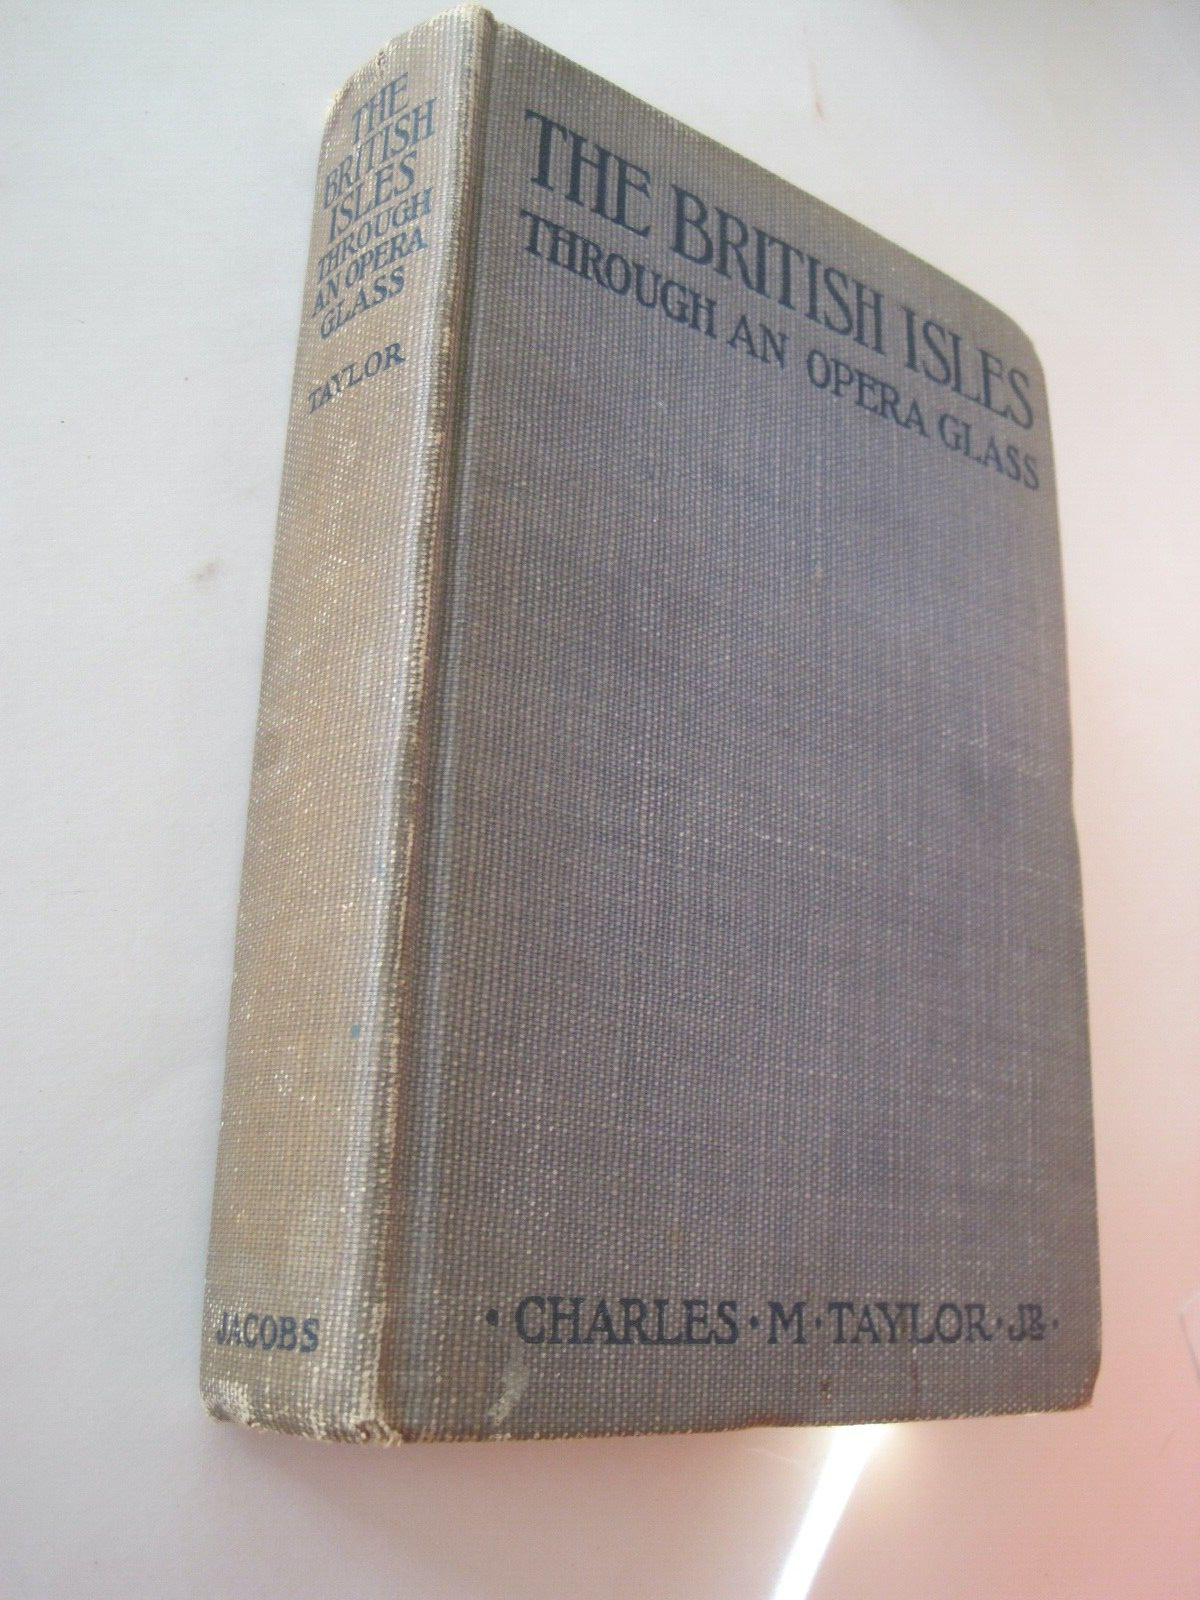 THE
BRITISH
ISLES
THROUGH
AN OPERA
GLASS
TAYLOR
JACOBS
THE BRITISH ISLES
THROUGH AN OPERA GLASS
• CHARLES • M • TAYLOR • JR •